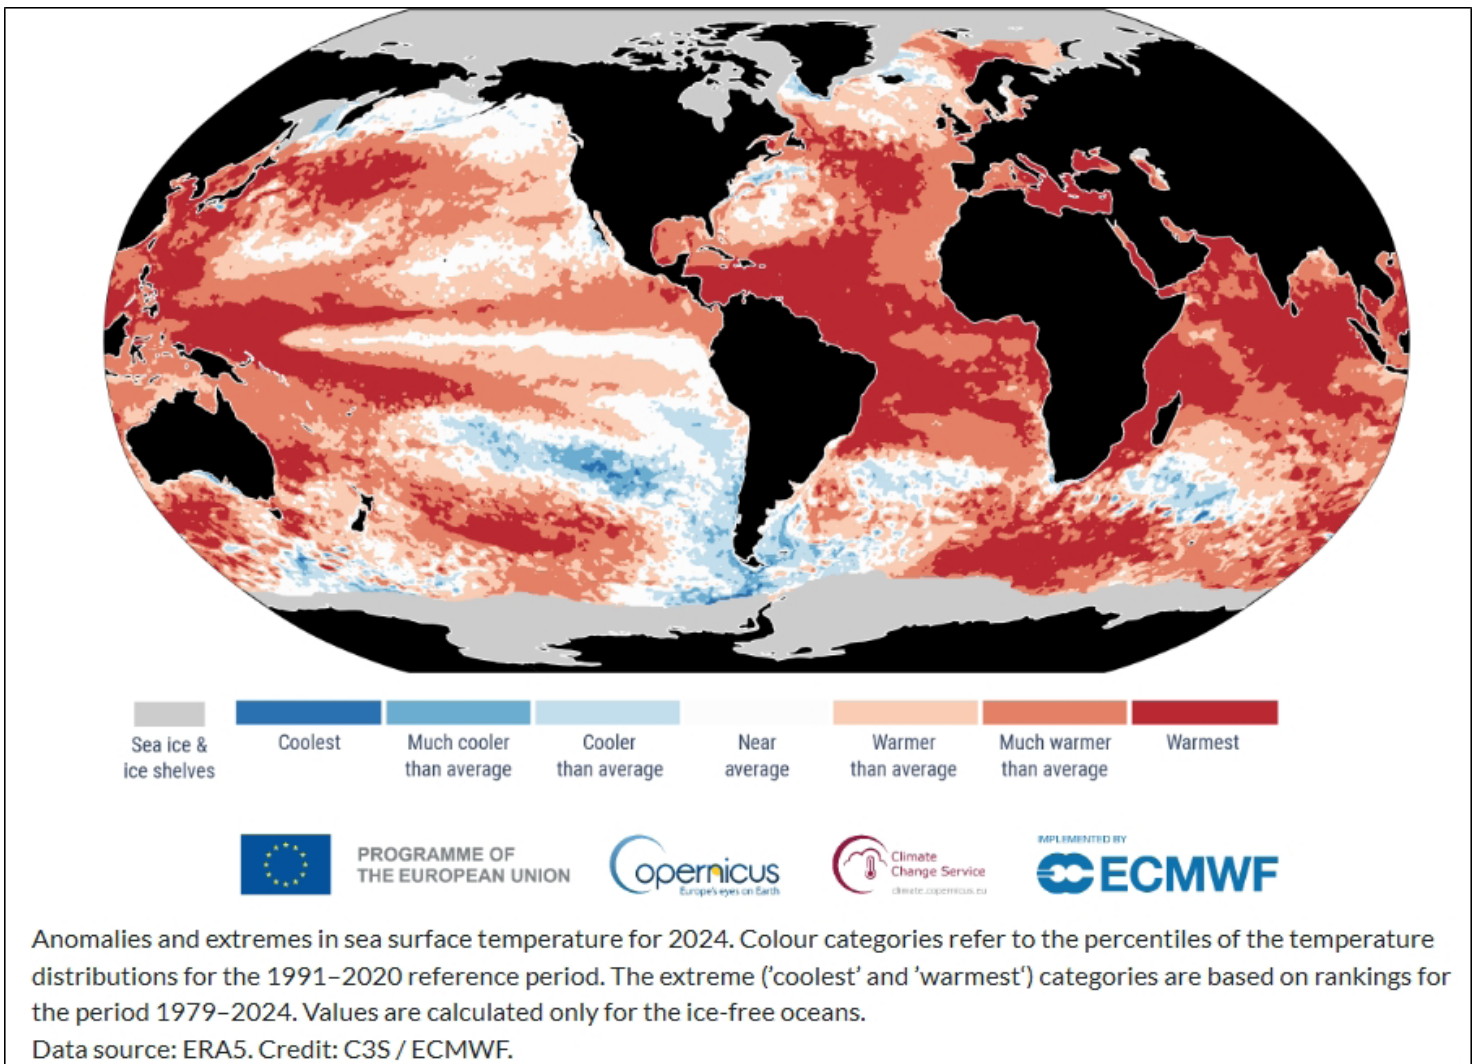 Sea ice &
ice shelves
Coolest
Much cooler
than average
Cooler
than average
Near
average
Warmer
than average
Much warmer
than average
Warmest
PROGRAMME OF
THE EUROPEAN UNION
opernicus
Europe's eyes on Earth
Climate
Change Service
climate.copernicus.eu
IMPLEMENTED BY
ECMWF
Anomalies and extremes in sea surface temperature for 2024. Colour categories refer to the percentiles of the temperature
distributions for the 1991–2020 reference period. The extreme (’coolest’ and ’warmest‘) categories are based on rankings for
the period 1979–2024. Values are calculated only for the ice-free oceans.
Data source: ERA5. Credit: C3S / ECMWF.